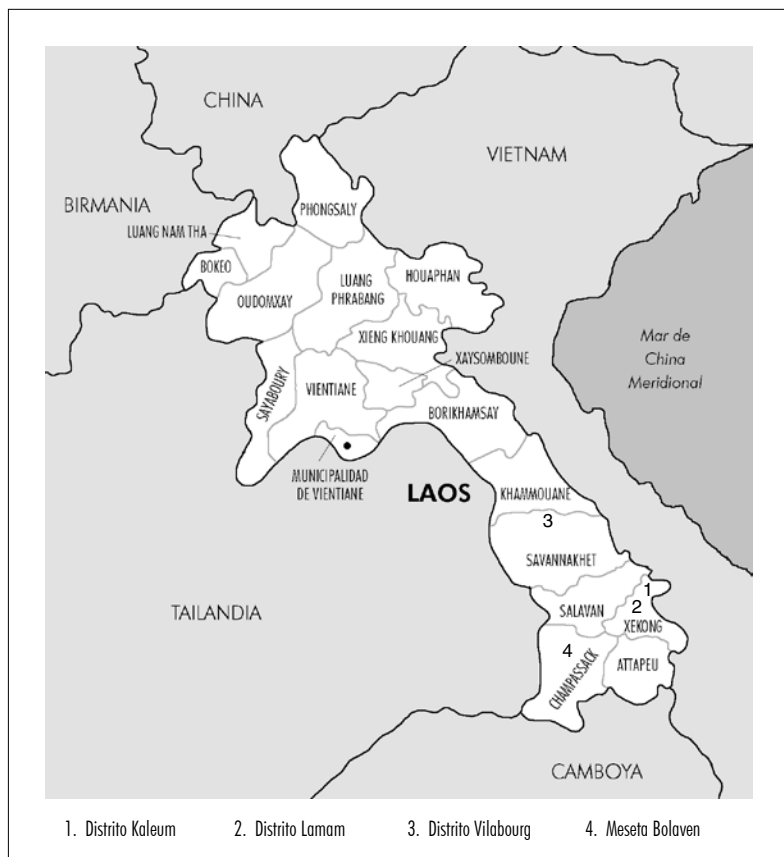 CHINA
VIETNAM
BIRMANIA
PHONGSALY
LUANG NAM THA
BOKEO
LUANG
PHRABANG
HOUAPHAN
OUDOMXAY
XIENG KHOUANG
XAYSOMBOUNE
Mar de
China
Meridional
SAYABOURY
VIENTIANE
BORIKHAMSAY
MUNICIPALIDAD
DE VIENTIANE
LAOS
KHAMMOUANE
3
SAVANNAKHET
TAILANDIA
1
SALAVAN
2
XEKONG
4
CHAMPASSACK
ATTAPEU
CAMBOYA
1. Distrito Kaleum 2. Distrito Lamam 3. Distrito Vilabourg 4. Meseta Bolaven